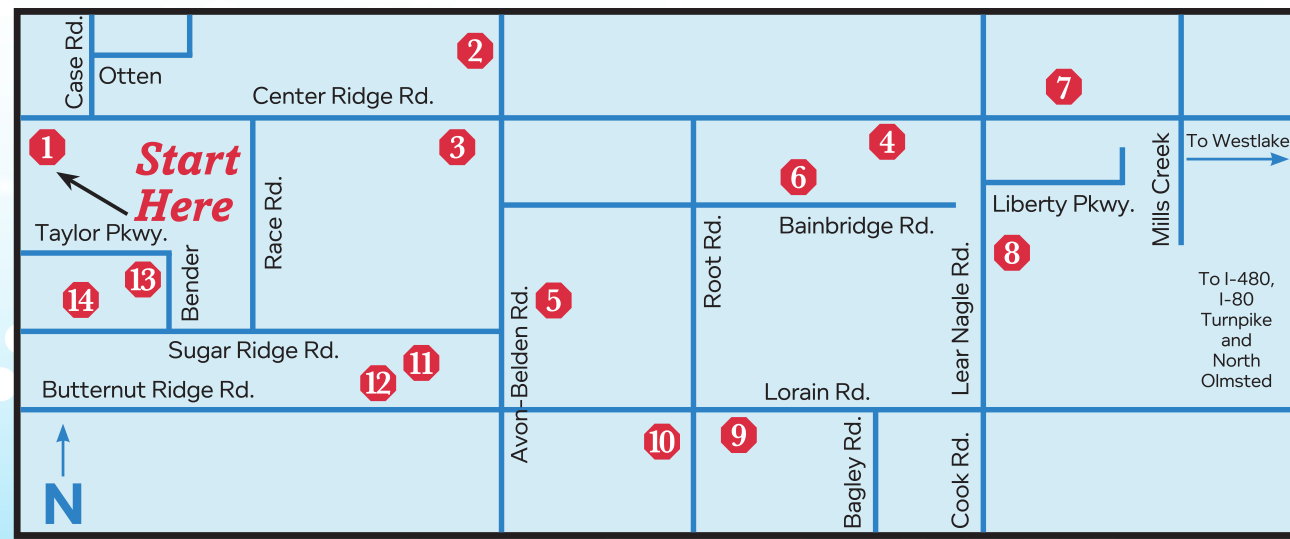 Case Rd.
Otten
Center Ridge Rd.
2
7
1
Start
Here
3
4
6
To Westlake
Taylor Pkwy.
Race Rd.
Bainbridge Rd.
Liberty Pkwy.
Mills Creek
13
14
Bender
5
Root Rd.
Lear Nagle Rd.
8
To I-480,
I-80
Turnpike
and
North
Olmsted
Sugar Ridge Rd.
11
12
Butternut Ridge Rd.
Avon-Belden Rd.
Lorain Rd.
10
9
Bagley Rd.
Cook Rd.
N